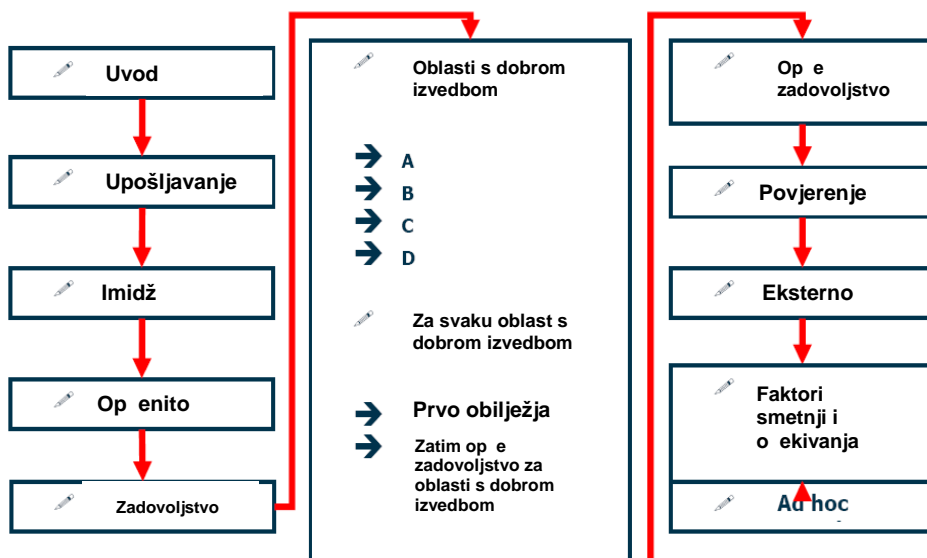 Uvod
Upošljavanje
Imidž
Op enito
Zadovoljstvo
Oblasti s dobrom
izvedbom
A
B
C
D
Za svaku oblast s
dobrom izvedbom
Prvo obilježja
Zatim op e
zadovoljstvo za
oblasti s dobrom
izvedbom
Op e
zadovoljstvo
Povjerenje
Eksterno
Faktori
smetnji i
o ekivanja
Ad hoc